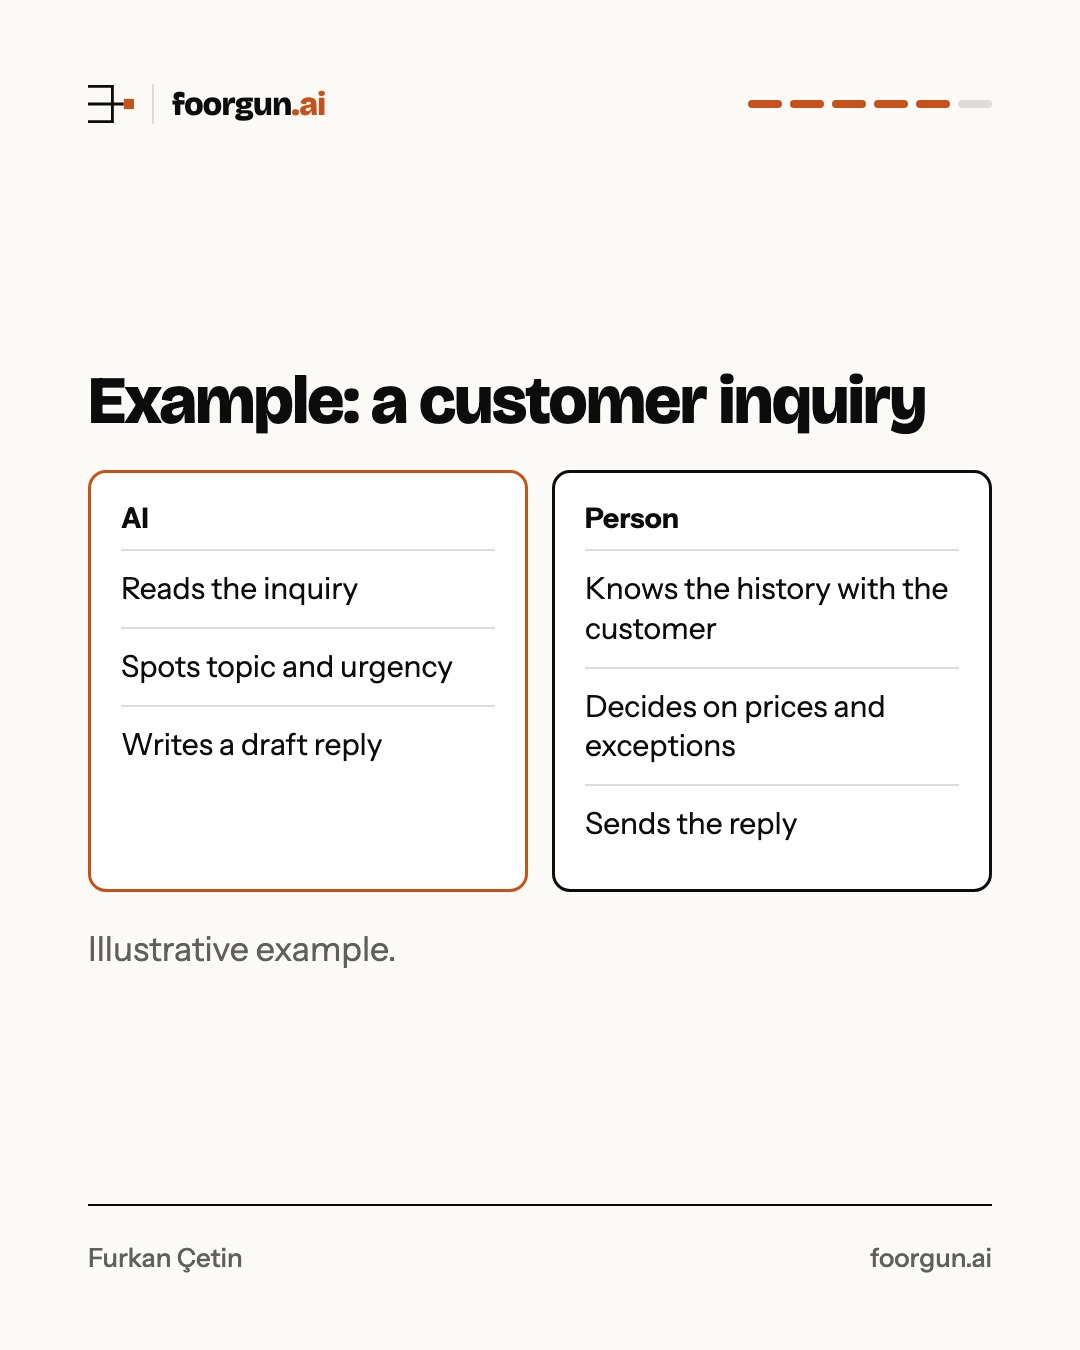 foorgun.ai
Example: a customer inquiry
AI
Reads the inquiry
Spots topic and urgency
Writes a draft reply
Person
Knows the history with the
customer
Decides on prices and
exceptions
Sends the reply
Illustrative example.
Furkan Çetin
foorgun.ai